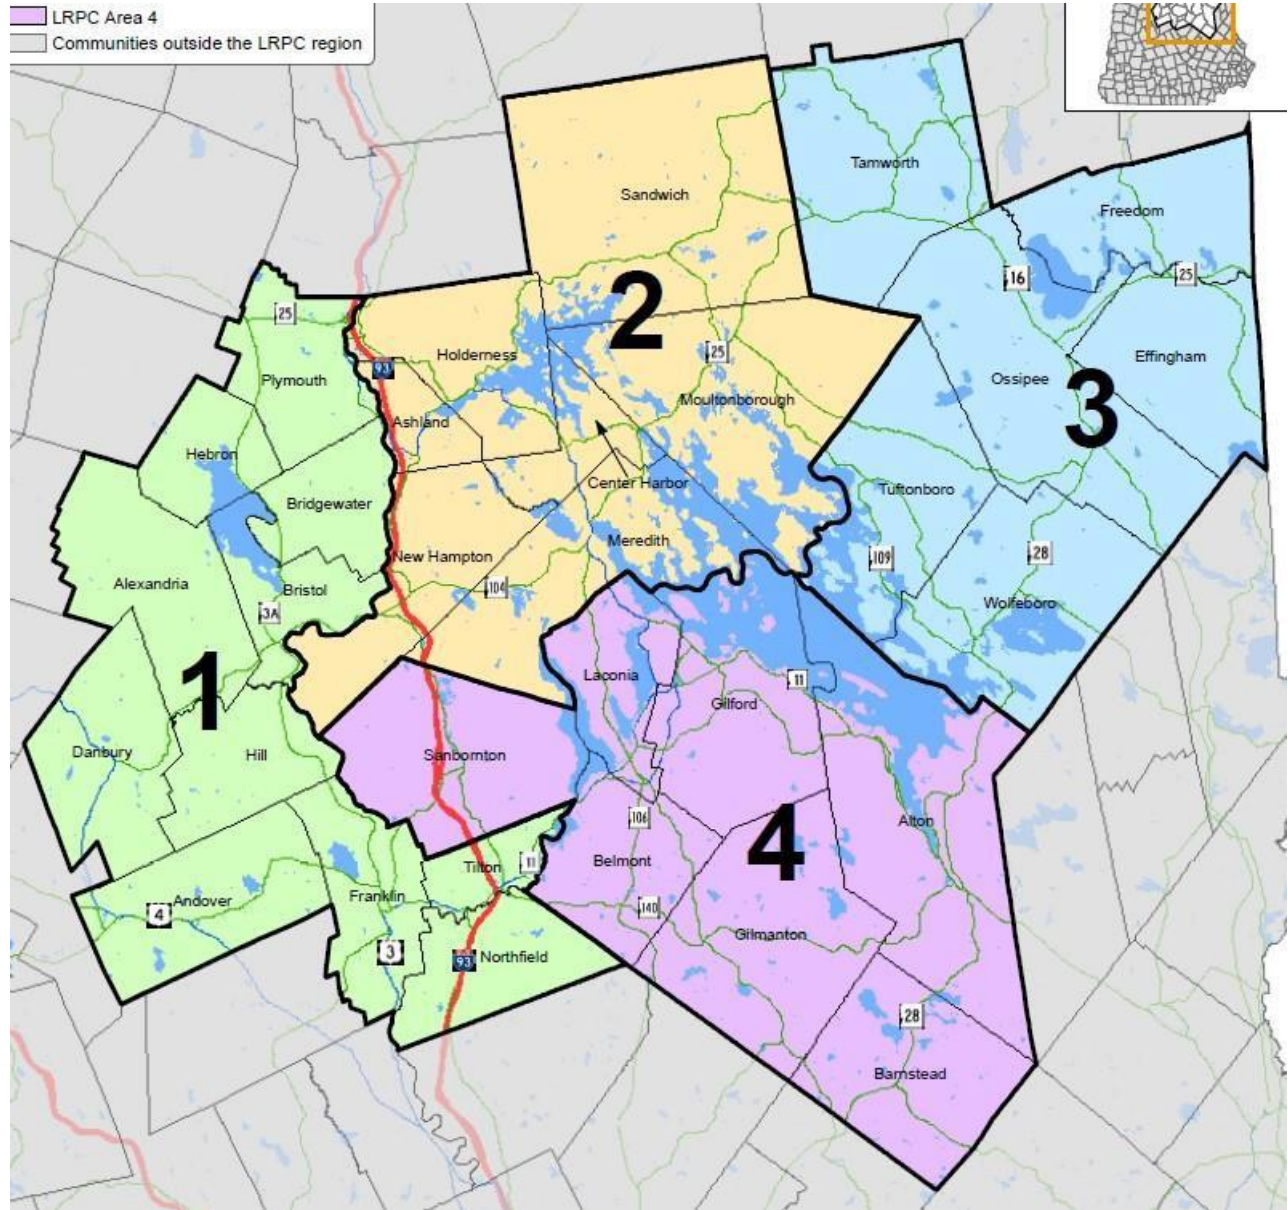 LRPC Area 4
Communities outside the LRPC region
Tamworth
Sandwich
Freedom
16
25
2
25
Holderness
25
Effingham
93
Plymouth
Ossipee
3
Moultonborough
Ashland
Hebron
Center Harbor
Tuftonboro
Bridgewater
Meredith
New Hampton
109
28
Alexandria
Bristol
104
3A
Wolfeboro
1
Laconia
11
Gilford
Danbury
Hill
Sanbornton
106
4
Alton
Belmont
11
Tilton
Franklin
Andover
4
140
Gilmanton
3
93
Northfield
28
Barnstead